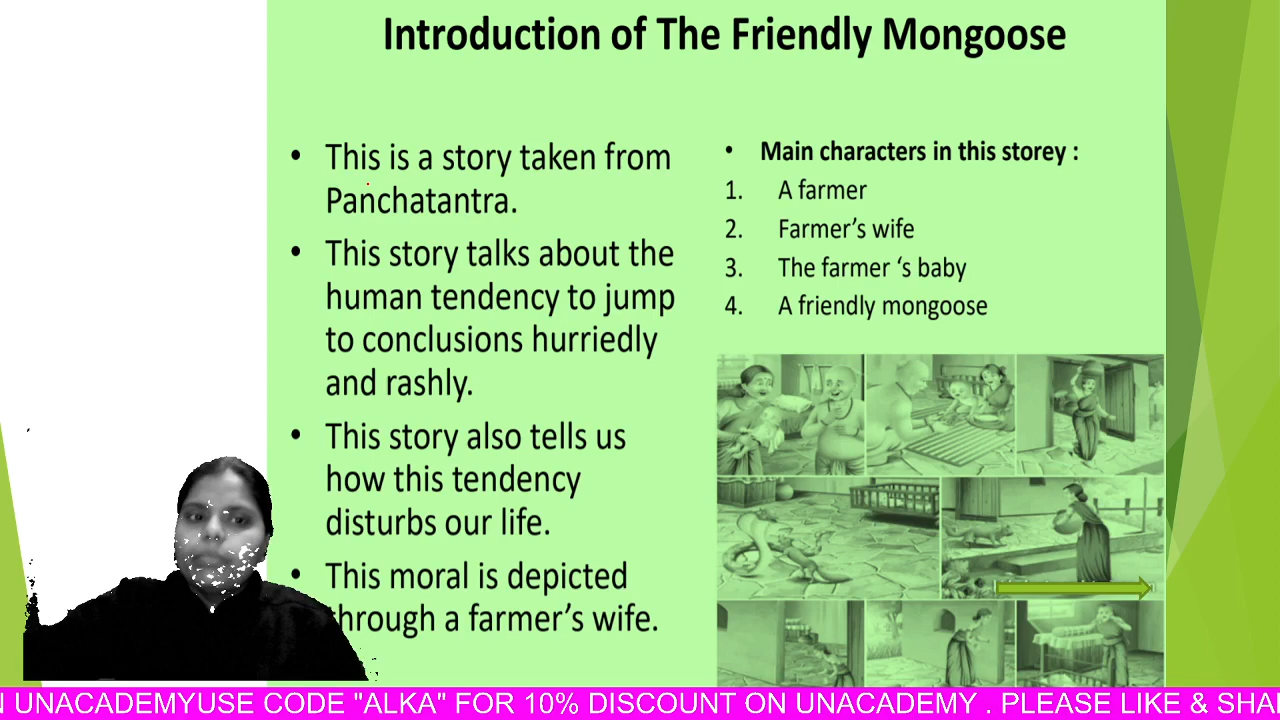 Introduction of The Friendly Mongoose
• This is a story taken from
Panchatantra.
• This story talks about the
human tendency to jump
to conclusions hurriedly
and rashly.
• This story also tells us
how this tendency
disturbs our life.
• This moral is depicted
through a farmer’s wife.
• Main characters in this storey :
1. A farmer
2. Farmer’s wife
3. The farmer ‘s baby
4. A friendly mongoose
UNACADEMYUSE CODE "ALKA" FOR 10% DISCOUNT ON UNACADEMY . PLEASE LIKE &